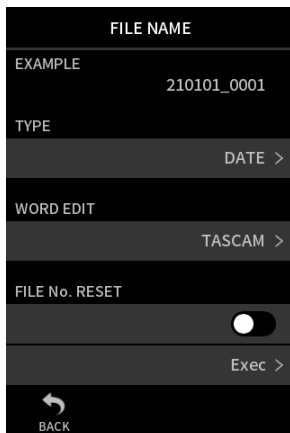 FILE NAME
EXAMPLE
210101_0001
TYPE
DATE >
WORD EDIT
TASCAM >
FILE No. RESET
Exec >
BACK